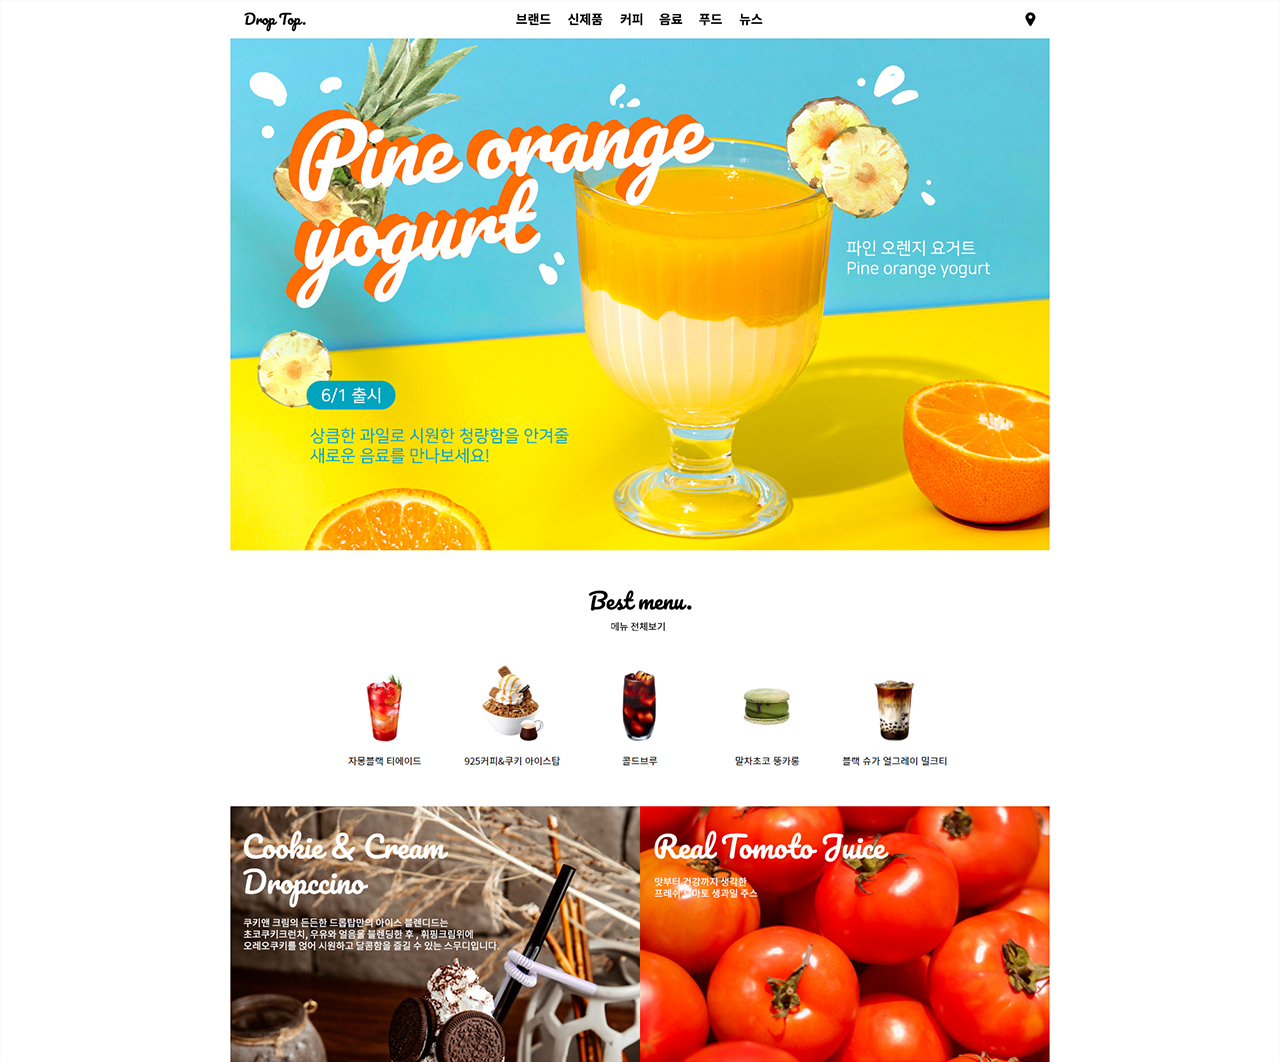 Drop Top.
브랜드 신제품 커피 음료 푸드 뉴스
Pine orange
yogurt
파인 오렌지 요거트
Pine orange yogurt
6/1 출시
상큼한 과일로 시원한 청량함을 안겨줄
새로운 음료를 만나보세요!
Best menu.
메뉴 전체보기
자몽블랙 티에이드
925커피&쿠키 아이스탑
콜드브루
말차초코 뚱카롱
블랙 슈가 얼그레이 밀크티
Cookie & Cream
Dropccino
쿠키앤 크림의 든든한 드롭탑만의 아이스 블렌디드는
초코쿠키크런치, 우유와 얼음을 블렌딩한 후 , 휘핑크림위에
오레오쿠키를 얹어 시원하고 달콤함을 즐길 수 있는 스무디입니다.
Real Tomoto Juice
맛부터 건강까지 생각한
프레쉬 토마토 생과일 주스